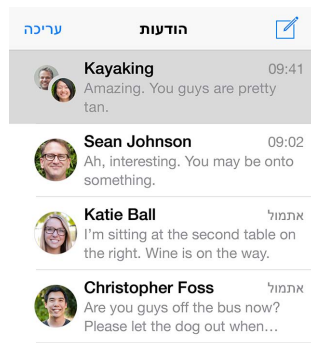 עריכה הודעות
Kayaking 09:41
Amazing. You guys are pretty
tan.
Sean Johnson 09:02
Ah, interesting. You may be onto
something.
Katie Ball אתמול
I'm sitting at the second table on
the right. Wine is on the way.
Christopher Foss אתמול
Are you guys off the bus now?
Please let the dog out when…